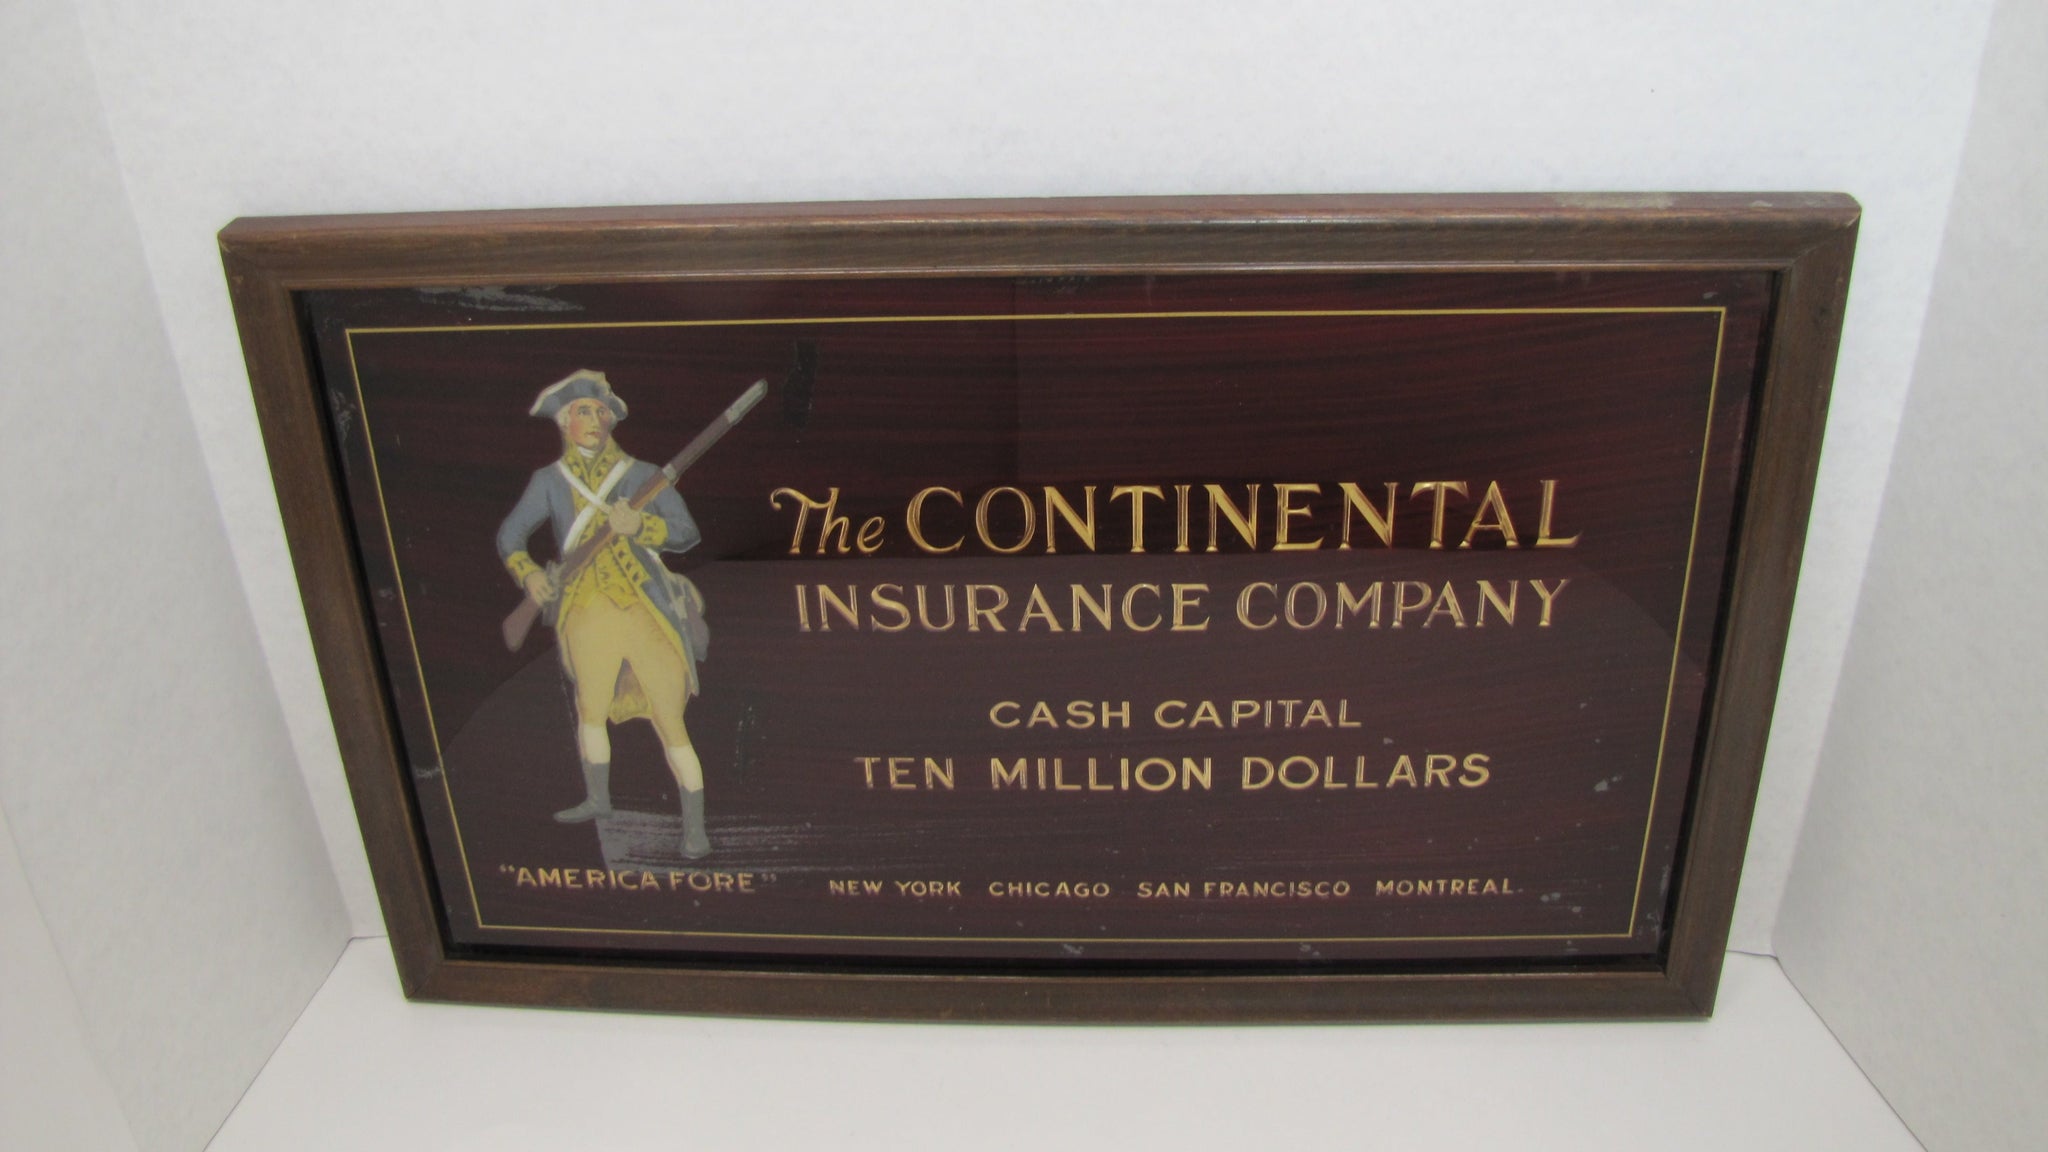 The CONTINENTAL
INSURANCE COMPANY
CASH CAPITAL
TEN MILLION DOLLARS
"AMERICA FORE" NEW YORK CHICAGO SAN FRANCISCO MONTREAL.